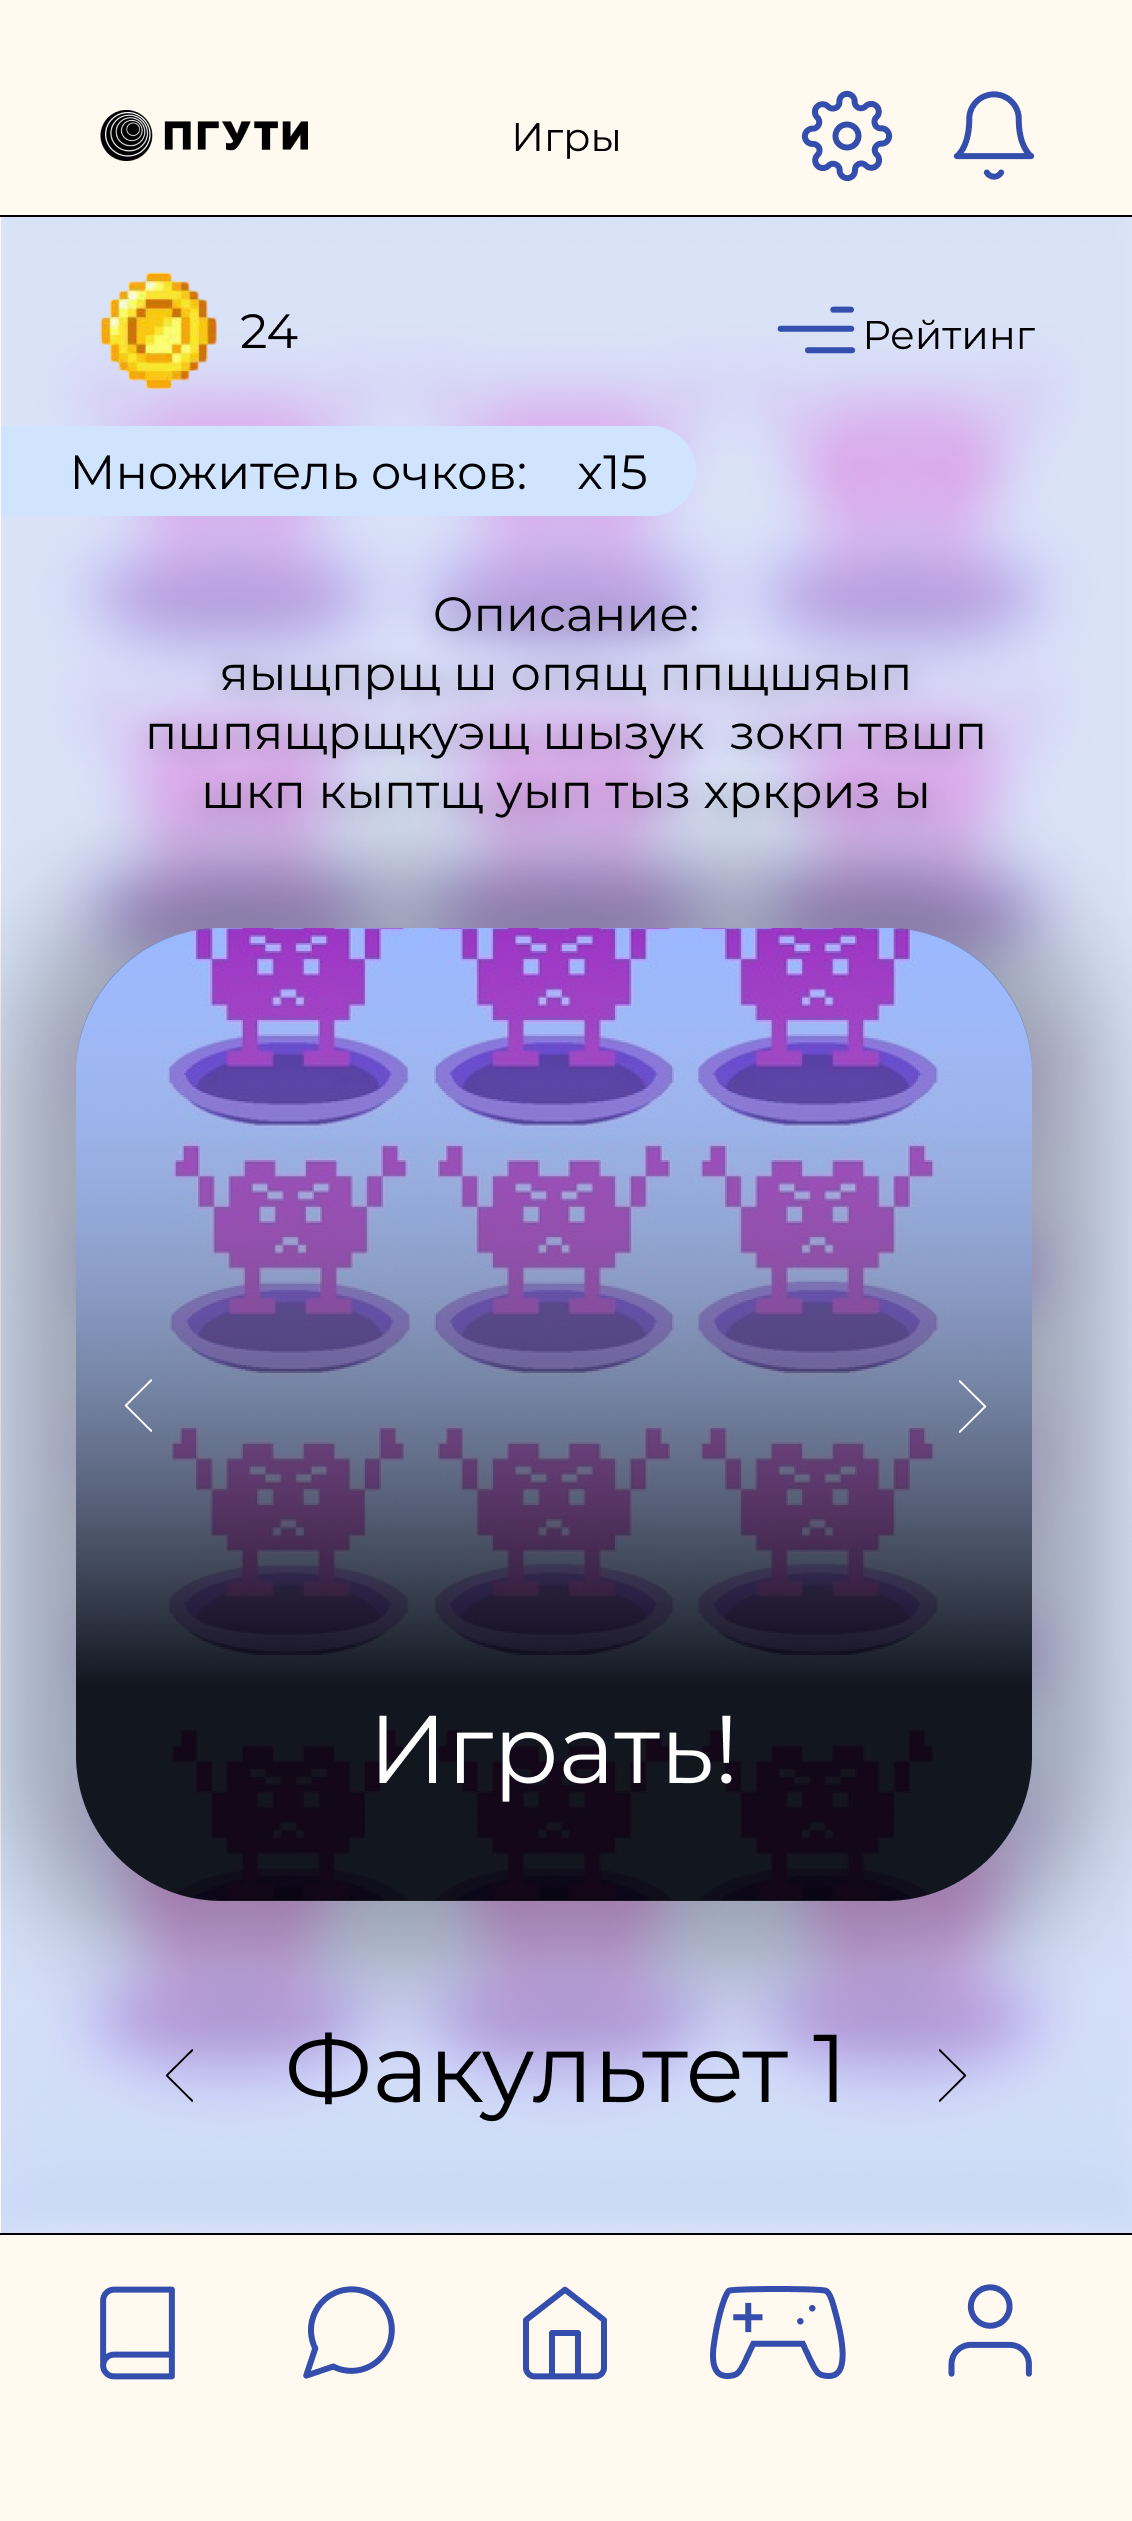 ПГУТИ
Игры
24
Рейтинг
Множитель очков: x15
Описание:
яыщпрщ ш опящ ппщшяып
пшпящрщкуэщ шызук зокп твшп
шкп кыптщ уып тыз хркриз ы
Играть!
Факультет 1